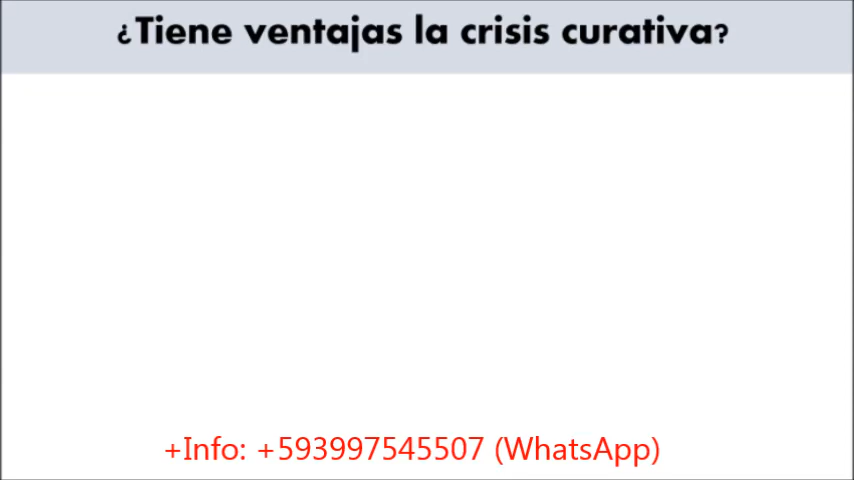 ¿Tiene ventajas la crisis curativa?
+Info: +593997545507 (WhatsApp)